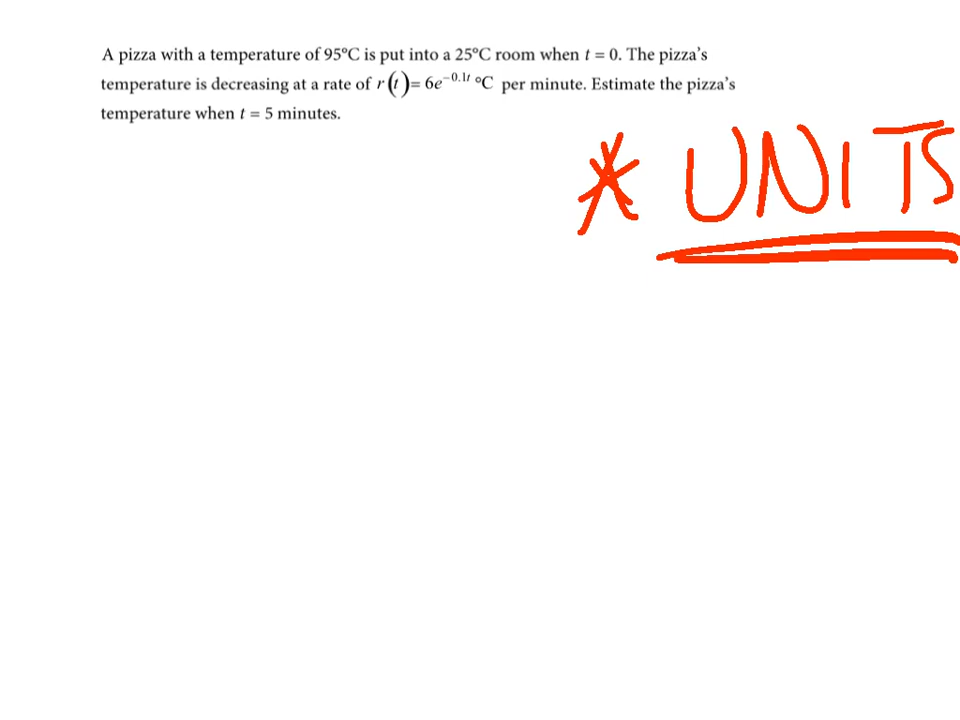 A pizza with a temperature of 95°C is put into a 25°C room when t = 0. The pizza’s
temperature is decreasing at a rate of r(t)= 6e^−0.1t °C per minute. Estimate the pizza’s
temperature when t = 5 minutes.
* UNITS